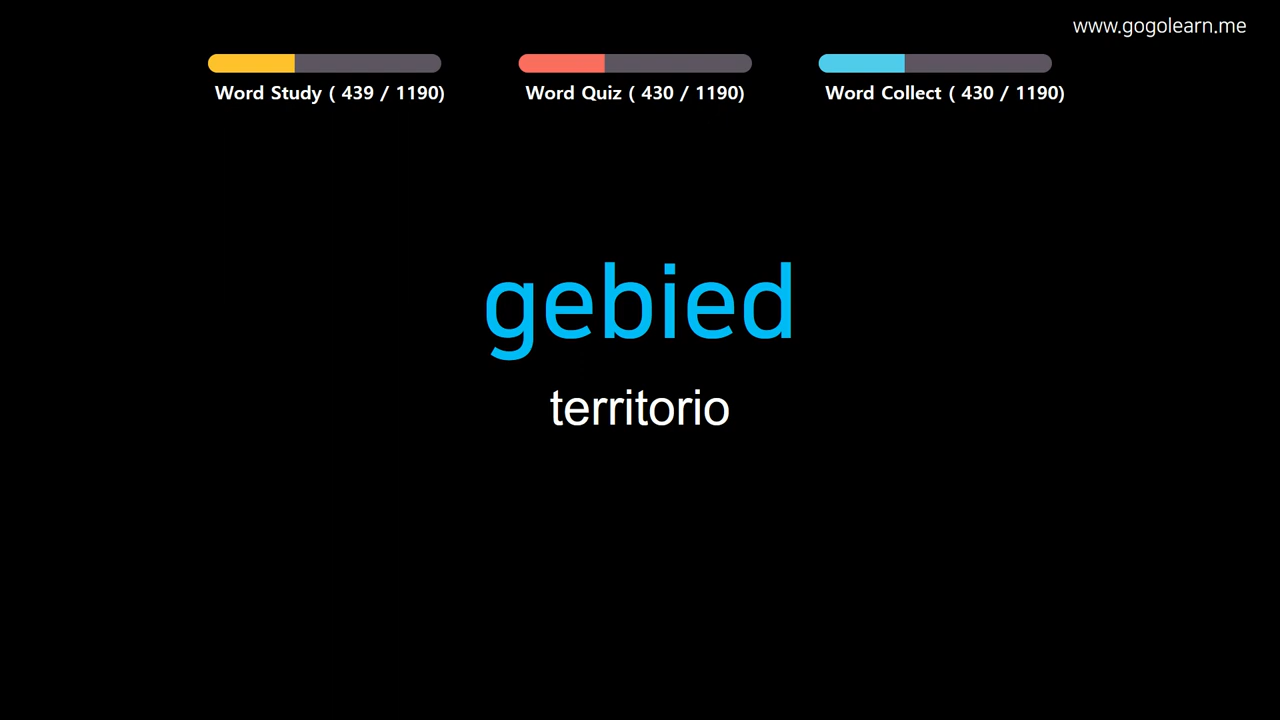 www.gogolearn.me
Word Study ( 439 / 1190)
Word Quiz ( 430 / 1190)
Word Collect ( 430 / 1190)
gebied
territorio